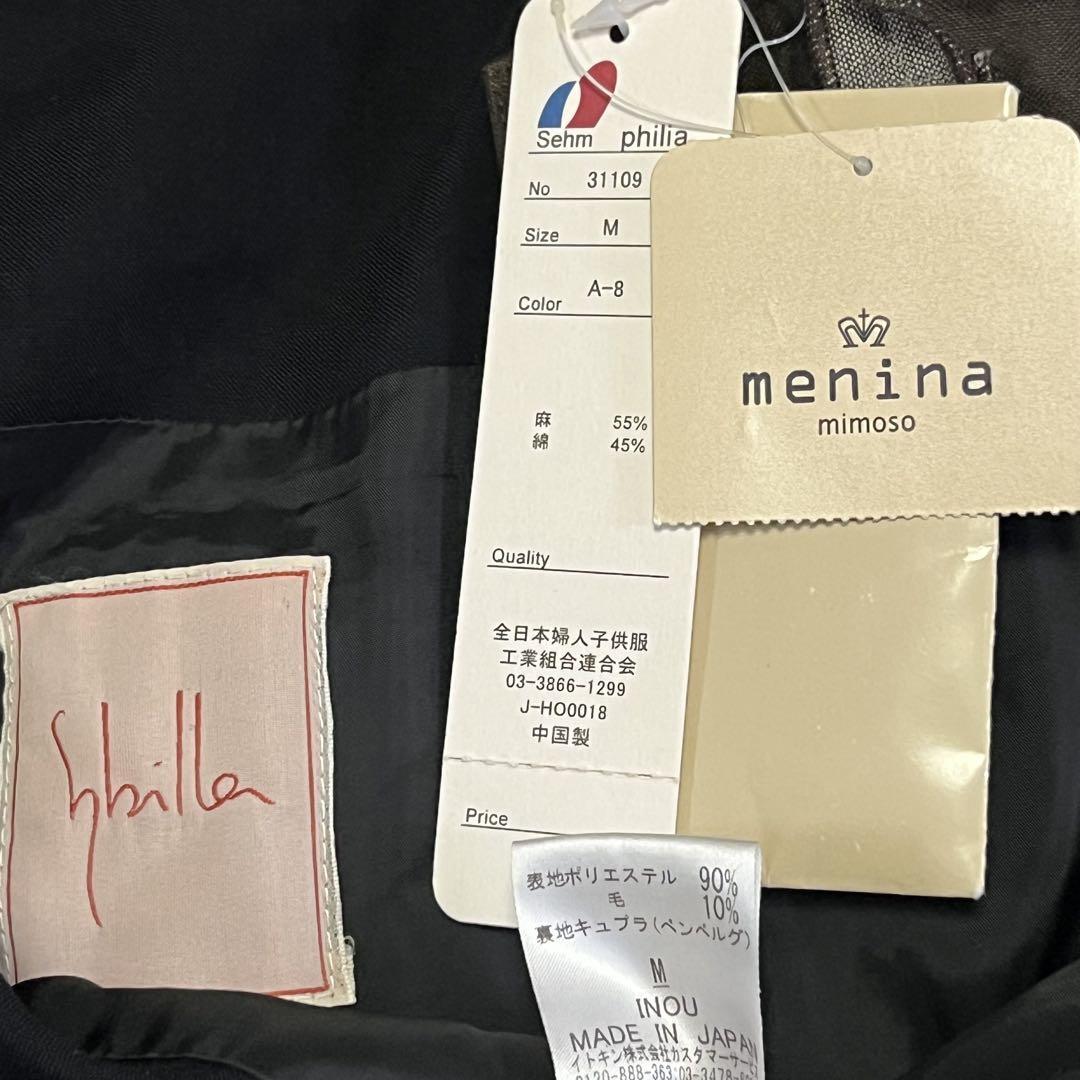 Sehm philia
No 31109
Size M
Color A-8
麻 55%
綿 45%
Quality
全日本婦人子供服
工業組合連合会
03-3866-1299
J-HO0018
中国製
Price
menina
mimoso
Sybilla
表地ポリエステル 90%
毛 10%
裏地キュプラ(ベンベルグ)
M
INOU
MADE IN JAPAN
イトキン株式会社カスタマーサービス